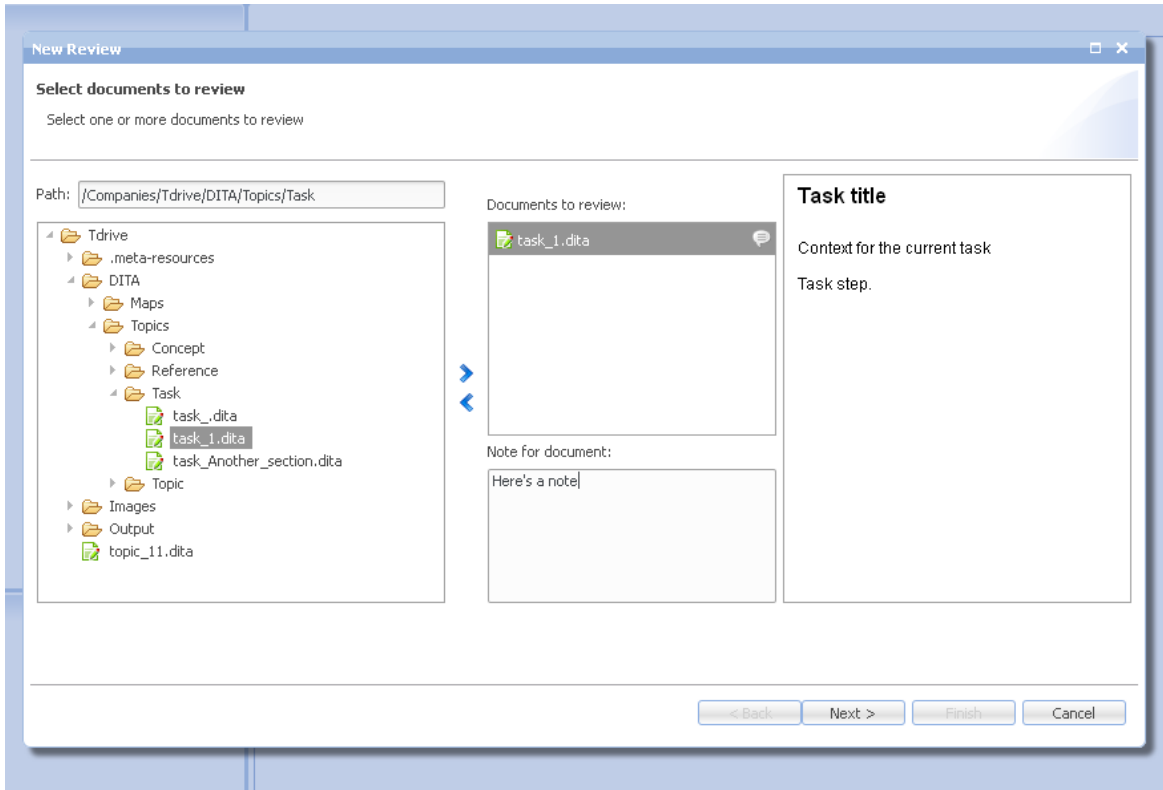 New Review
Select documents to review
Select one or more documents to review
Path: /Companies/Tdrive/DITA/Topics/Task
Tdrive
.meta-resources
DITA
Maps
Topics
Concept
Reference
Task
task_.dita
task_1.dita
task_Another_section.dita
Topic
Images
Output
topic_11.dita
Documents to review:
task_1.dita
Note for document:
Here's a note
Task title
Context for the current task
Task step.
< Back
Next >
Finish
Cancel